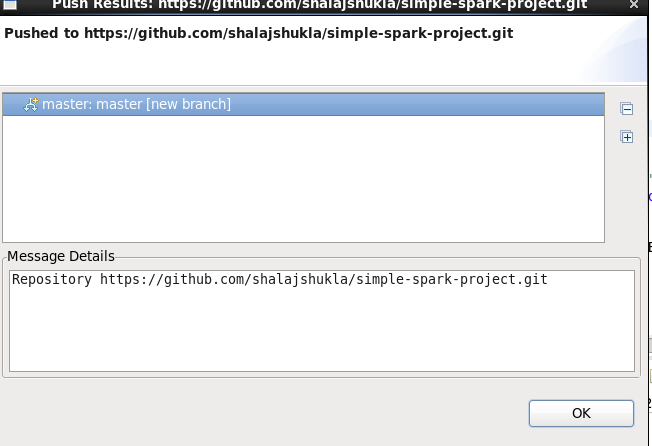 Push Results: https://github.com/shalajshukla/simple-spark-project.git
Pushed to https://github.com/shalajshukla/simple-spark-project.git
master: master [new branch]
Message Details
Repository https://github.com/shalajshukla/simple-spark-project.git
OK